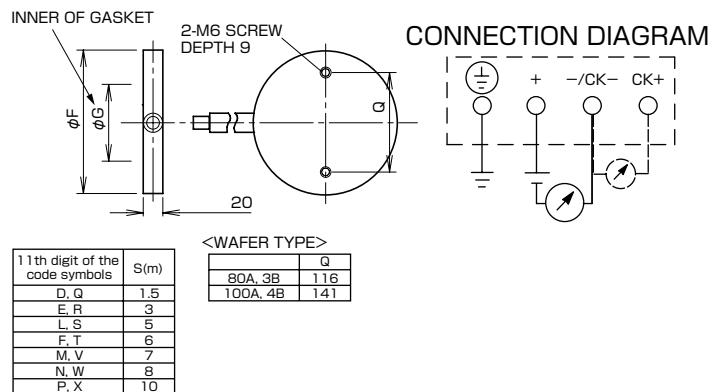 INNER OF GASKET
2-M6 SCREW
DEPTH 9
φF
φG
Q
20
CONNECTION DIAGRAM
+ −/CK− CK+
<WAFER TYPE>
Q
80A, 3B 116
100A, 4B 141
11th digit of the
code symbols S(m)
D, Q 1.5
E, R 3
L, S 5
F, T 6
M, V 7
N, W 8
P, X 10